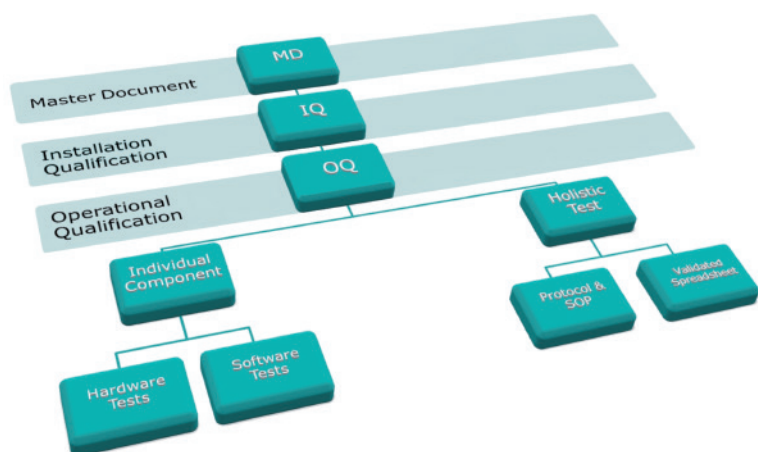 MD
Master Document
IQ
Installation
Qualification
OQ
Operational
Qualification
Holistic
Test
Individual
Component
Protocol &
SOP
Validated
Spreadsheet
Hardware
Tests
Software
Tests